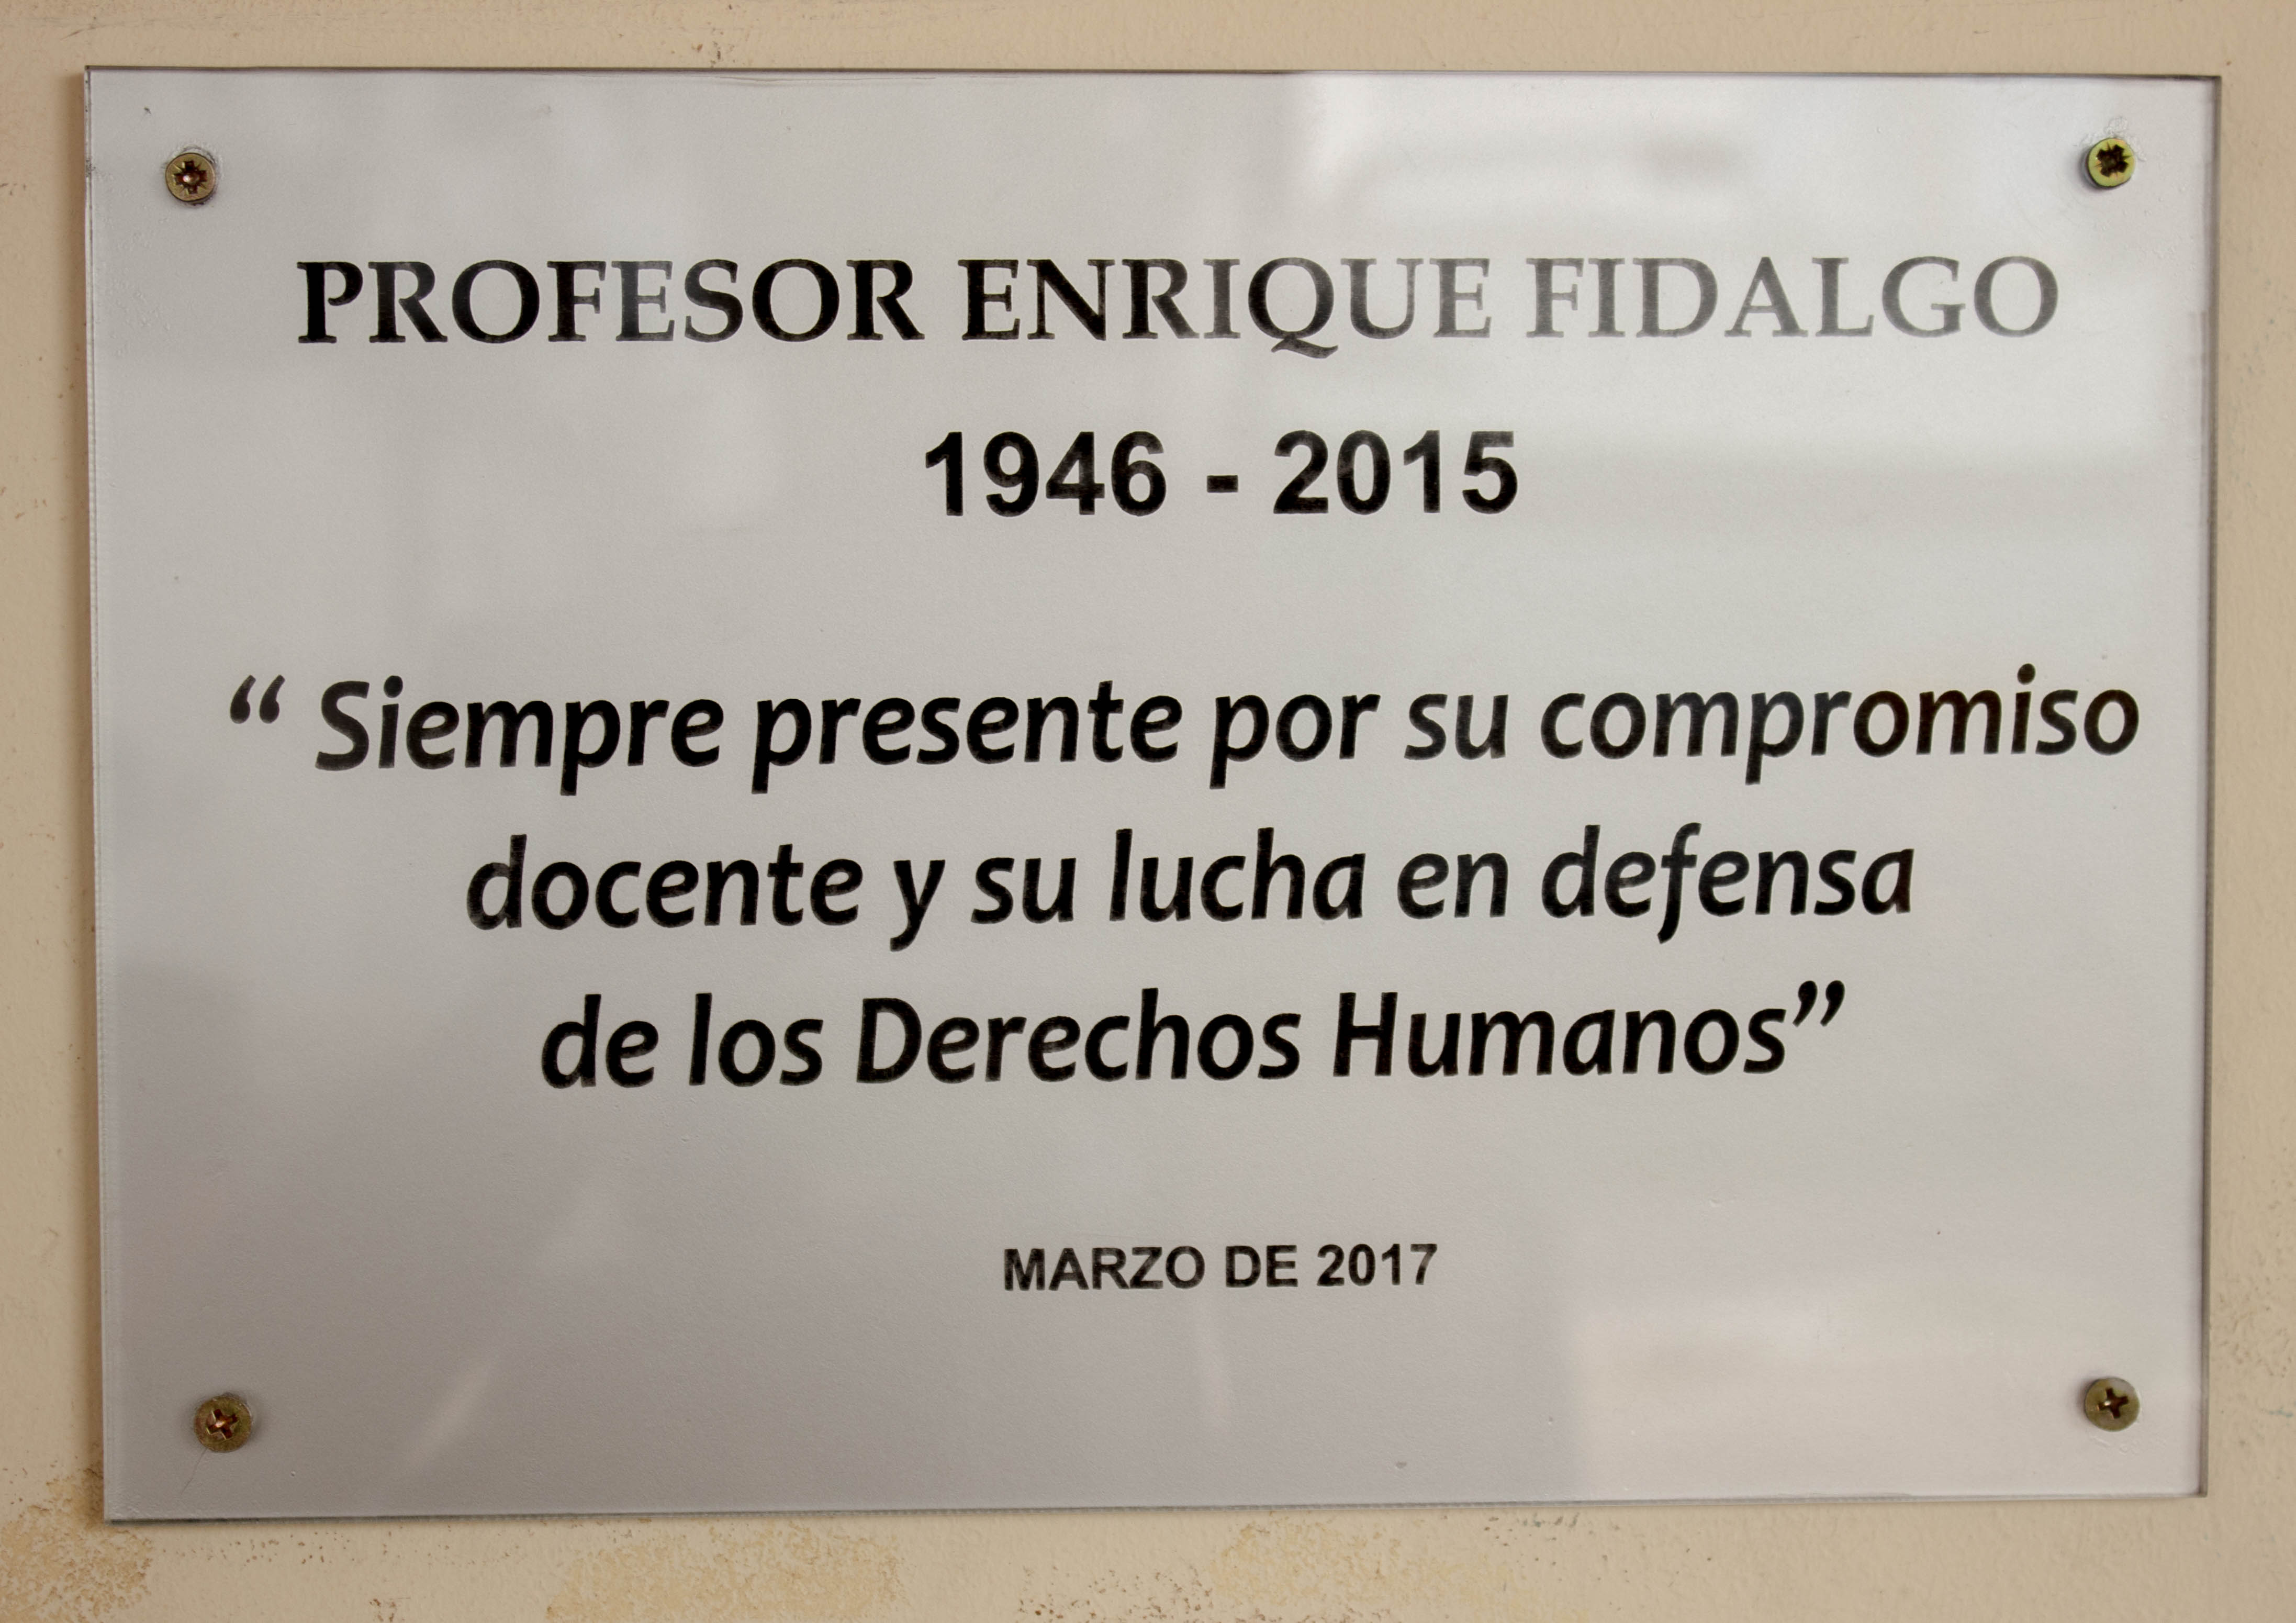 PROFESOR ENRIQUE FIDALGO
1946 - 2015
“ Siempre presente por su compromiso
docente y su lucha en defensa
de los Derechos Humanos”
MARZO DE 2017